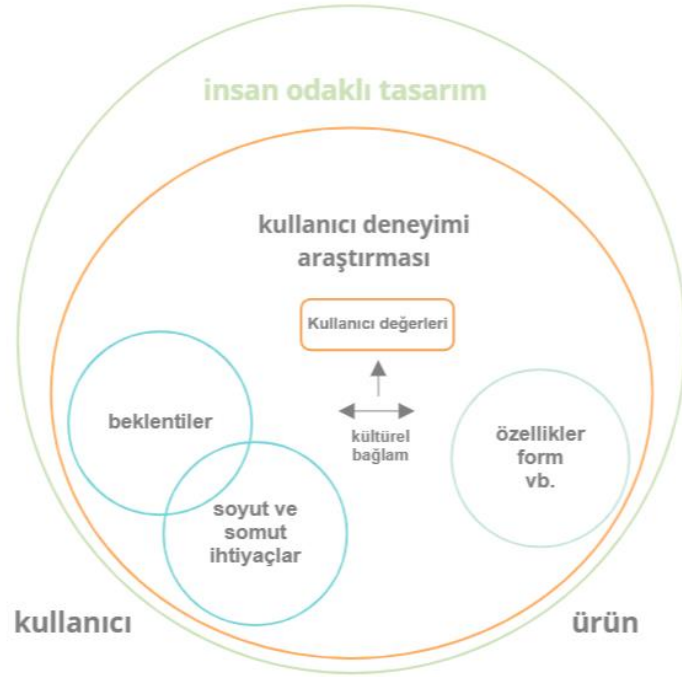 insan odaklı tasarım
kullanıcı deneyimi
araştırması
Kullanıcı değerleri
beklentiler
kültürel
bağlam
özellikler
form
vb.
soyut ve
somut
ihtiyaçlar
kullanıcı
ürün